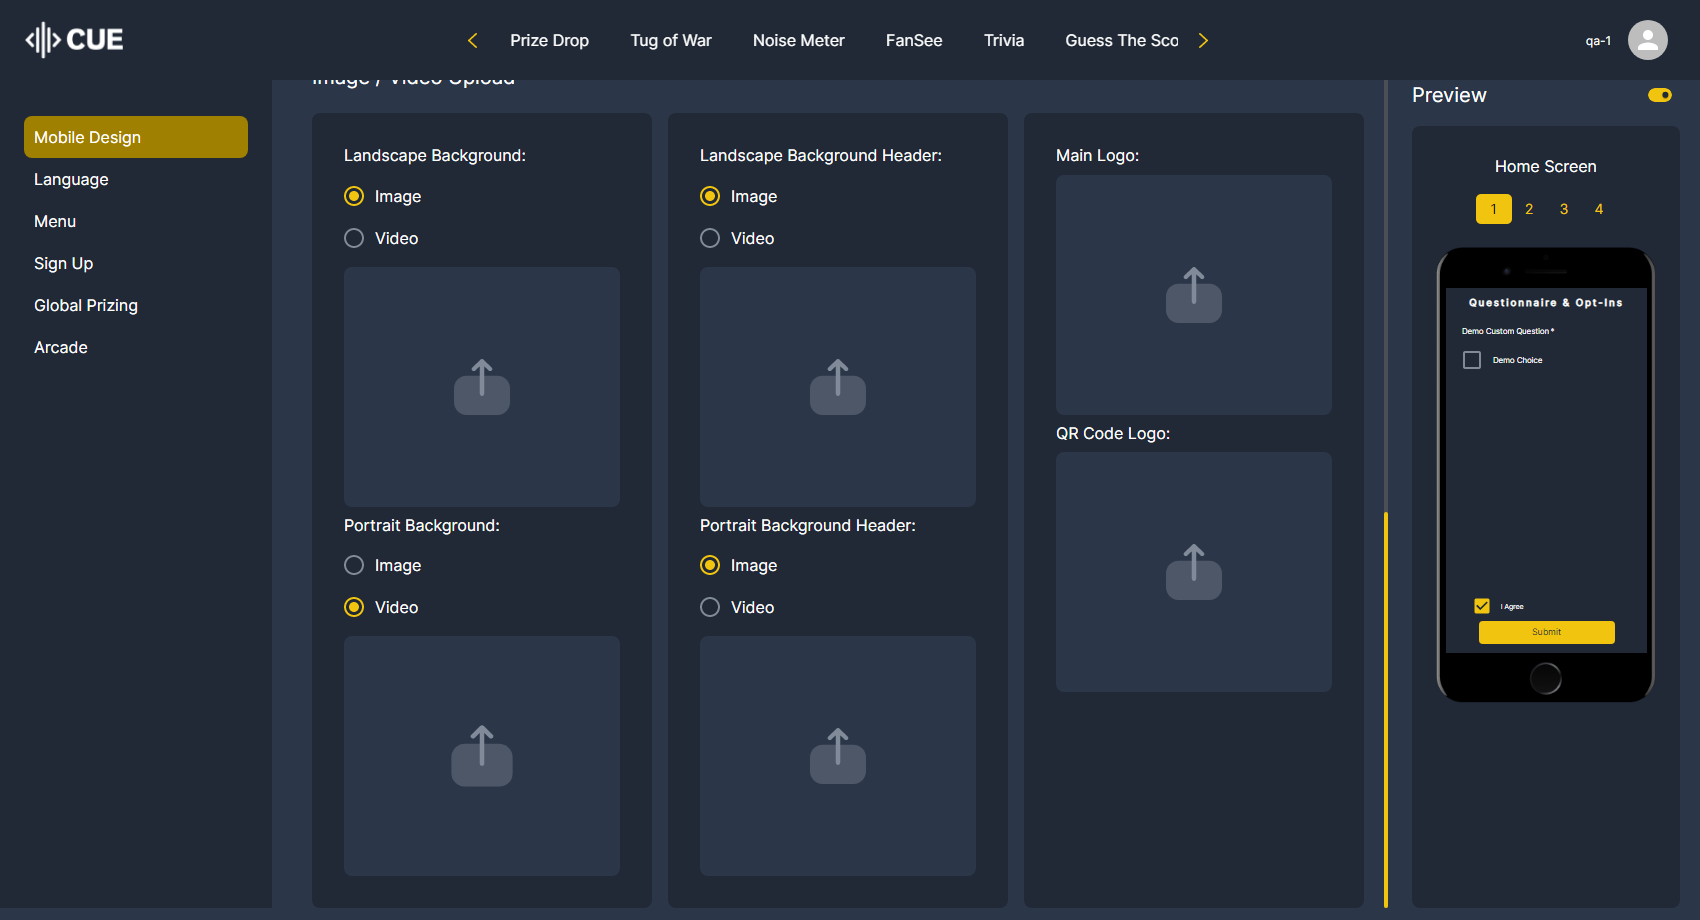 CUE
Prize Drop
Tug of War
Noise Meter
FanSee
Trivia
Guess The Sco
qa-1
Mobile Design
Language
Menu
Sign Up
Global Prizing
Arcade
Image / Video Upload
Landscape Background:
Image
Video
Portrait Background:
Image
Video
Landscape Background Header:
Image
Video
Portrait Background Header:
Image
Video
Main Logo:
QR Code Logo:
Preview
Home Screen
1 2 3 4
Questionnaire & Opt-Ins
Demo Custom Question *
Demo Choice
I Agree
Submit